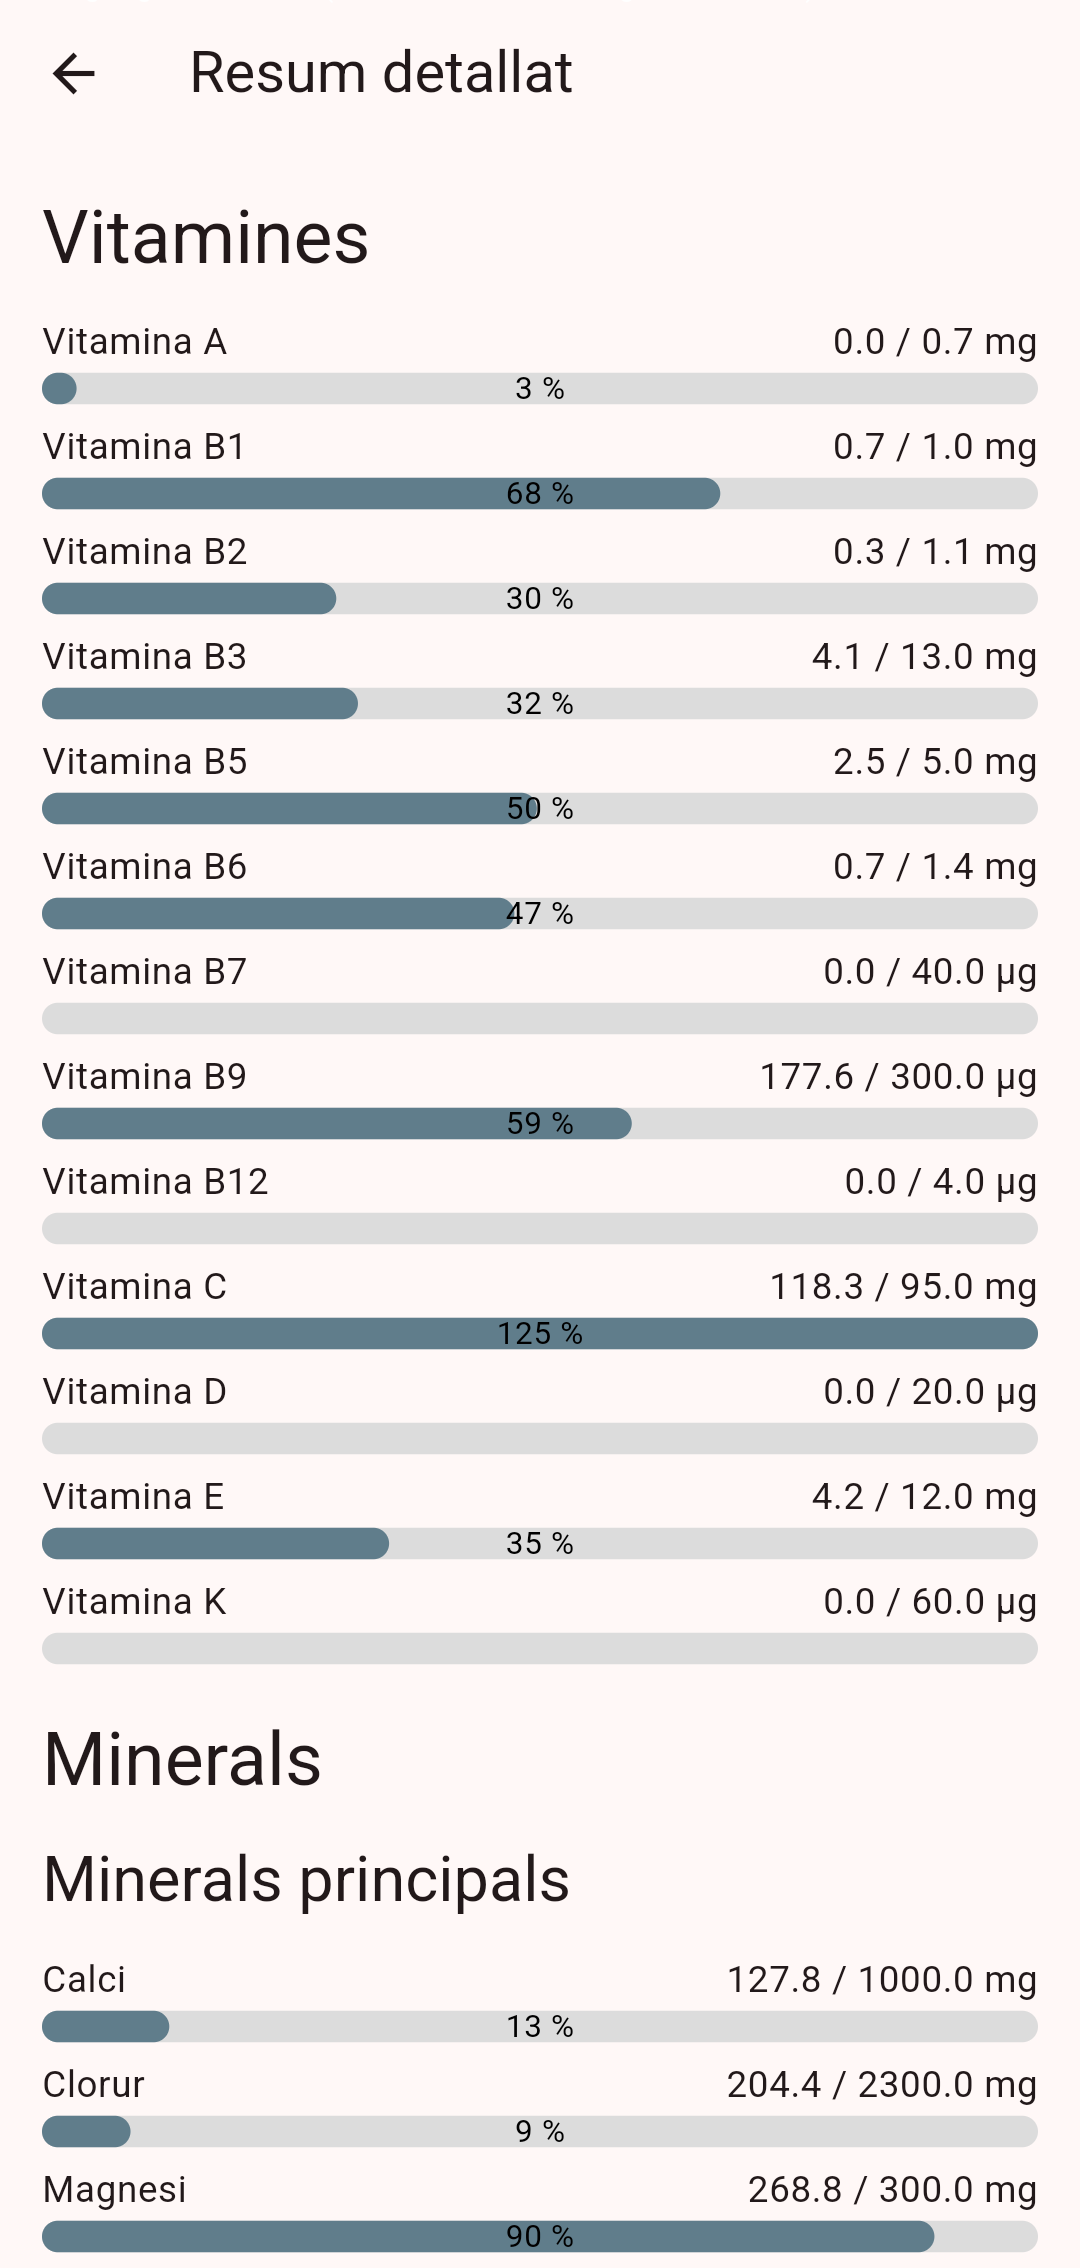 Resum detallat
Vitamines
Vitamina A 0.0 / 0.7 mg
3 %
Vitamina B1 0.7 / 1.0 mg
68 %
Vitamina B2 0.3 / 1.1 mg
30 %
Vitamina B3 4.1 / 13.0 mg
32 %
Vitamina B5 2.5 / 5.0 mg
50 %
Vitamina B6 0.7 / 1.4 mg
47 %
Vitamina B7 0.0 / 40.0 µg
Vitamina B9 177.6 / 300.0 µg
59 %
Vitamina B12 0.0 / 4.0 µg
Vitamina C 118.3 / 95.0 mg
125 %
Vitamina D 0.0 / 20.0 µg
Vitamina E 4.2 / 12.0 mg
35 %
Vitamina K 0.0 / 60.0 µg
Minerals
Minerals principals
Calci 127.8 / 1000.0 mg
13 %
Clorur 204.4 / 2300.0 mg
9 %
Magnesi 268.8 / 300.0 mg
90 %